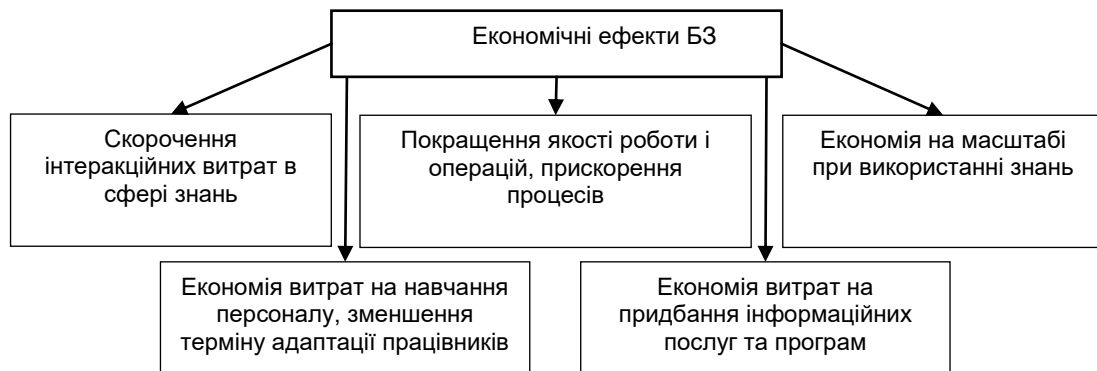 Економічні ефекти БЗ
Скорочення
інтеракційних витрат в
сфері знань
Покращення якості роботи і
операцій, прискорення
процесів
Економія на масштабі
при використанні знань
Економія витрат на навчання
персоналу, зменшення
терміну адаптації працівників
Економія витрат на
придбання інформаційних
послуг та програм